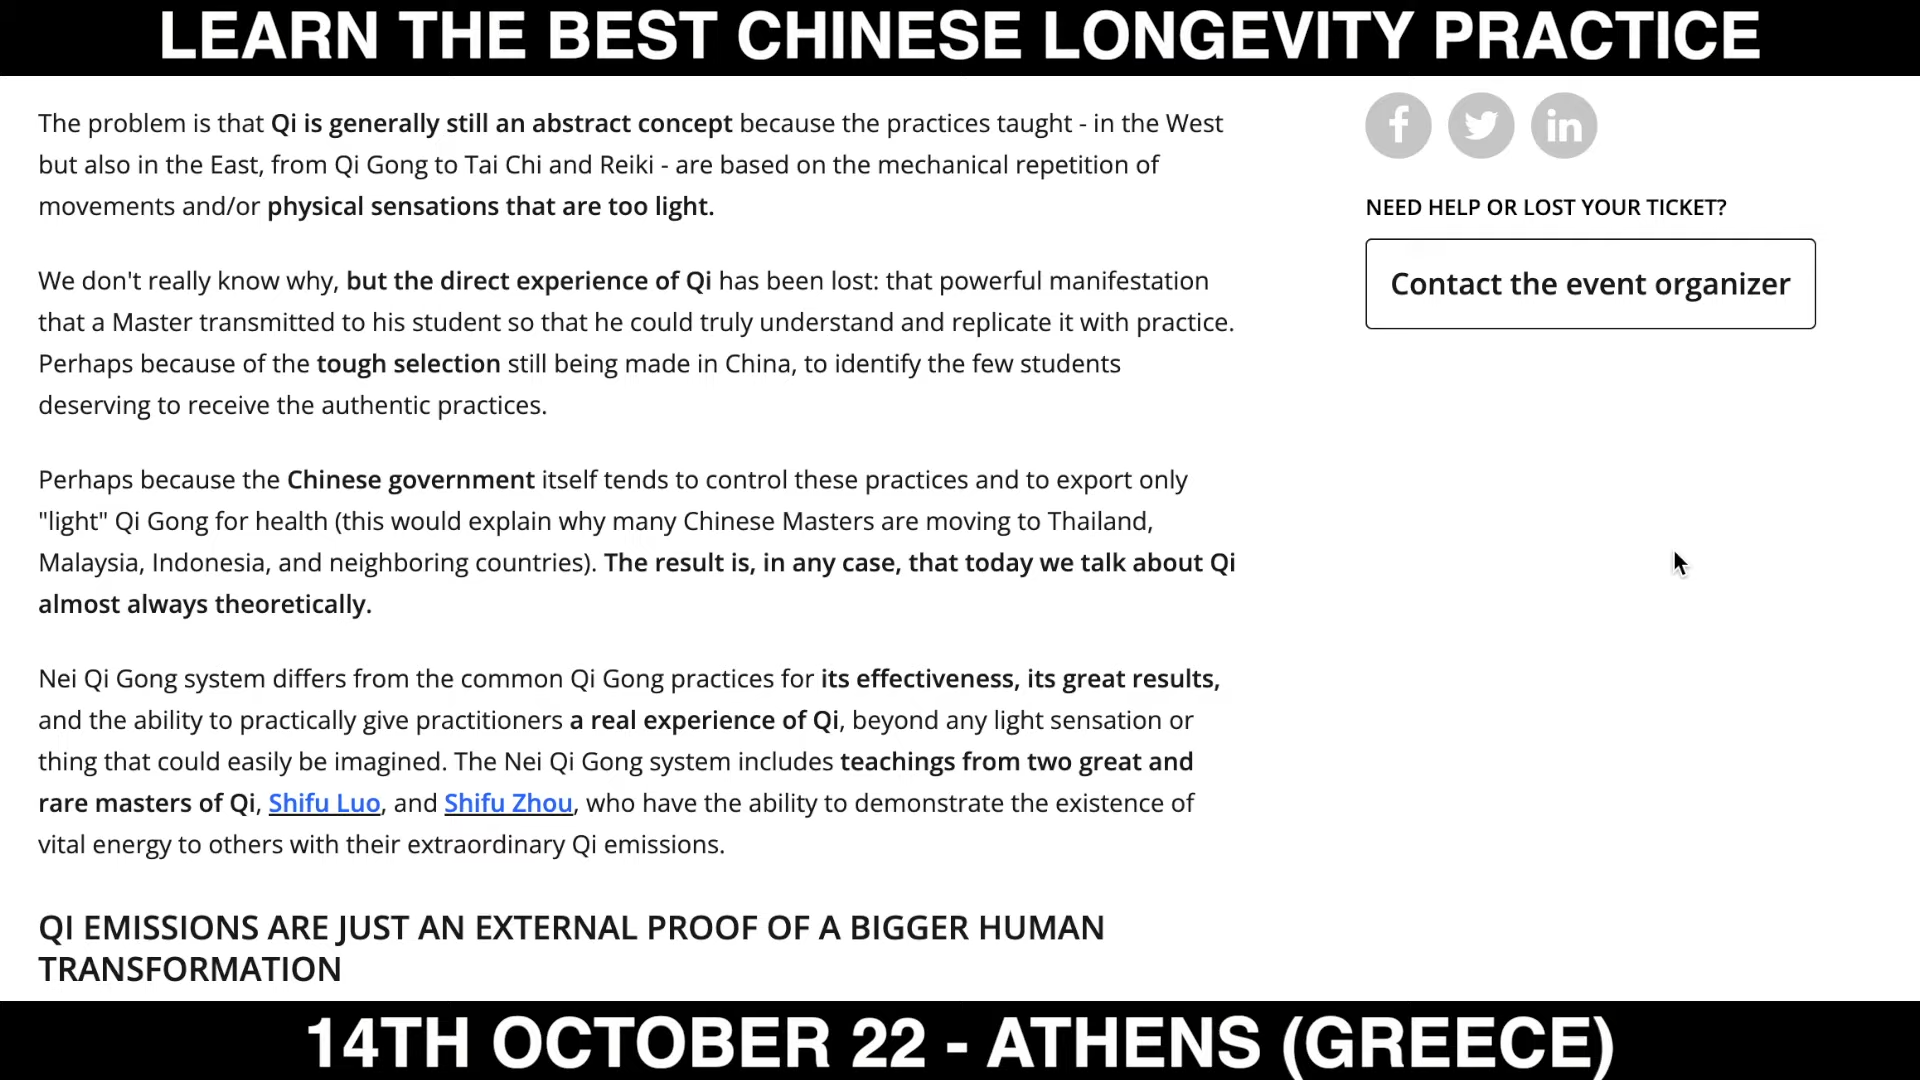 LEARN THE BEST CHINESE LONGEVITY PRACTICE
The problem is that Qi is generally still an abstract concept because the practices taught - in the West
but also in the East, from Qi Gong to Tai Chi and Reiki - are based on the mechanical repetition of
movements and/or physical sensations that are too light.
We don't really know why, but the direct experience of Qi has been lost: that powerful manifestation
that a Master transmitted to his student so that he could truly understand and replicate it with practice.
Perhaps because of the tough selection still being made in China, to identify the few students
deserving to receive the authentic practices.
Perhaps because the Chinese government itself tends to control these practices and to export only
"light" Qi Gong for health (this would explain why many Chinese Masters are moving to Thailand,
Malaysia, Indonesia, and neighboring countries). The result is, in any case, that today we talk about Qi
almost always theoretically.
Nei Qi Gong system differs from the common Qi Gong practices for its effectiveness, its great results,
and the ability to practically give practitioners a real experience of Qi, beyond any light sensation or
thing that could easily be imagined. The Nei Qi Gong system includes teachings from two great and
rare masters of Qi, Shifu Luo, and Shifu Zhou, who have the ability to demonstrate the existence of
vital energy to others with their extraordinary Qi emissions.
QI EMISSIONS ARE JUST AN EXTERNAL PROOF OF A BIGGER HUMAN
TRANSFORMATION
f
in
NEED HELP OR LOST YOUR TICKET?
Contact the event organizer
14TH OCTOBER 22 - ATHENS (GREECE)